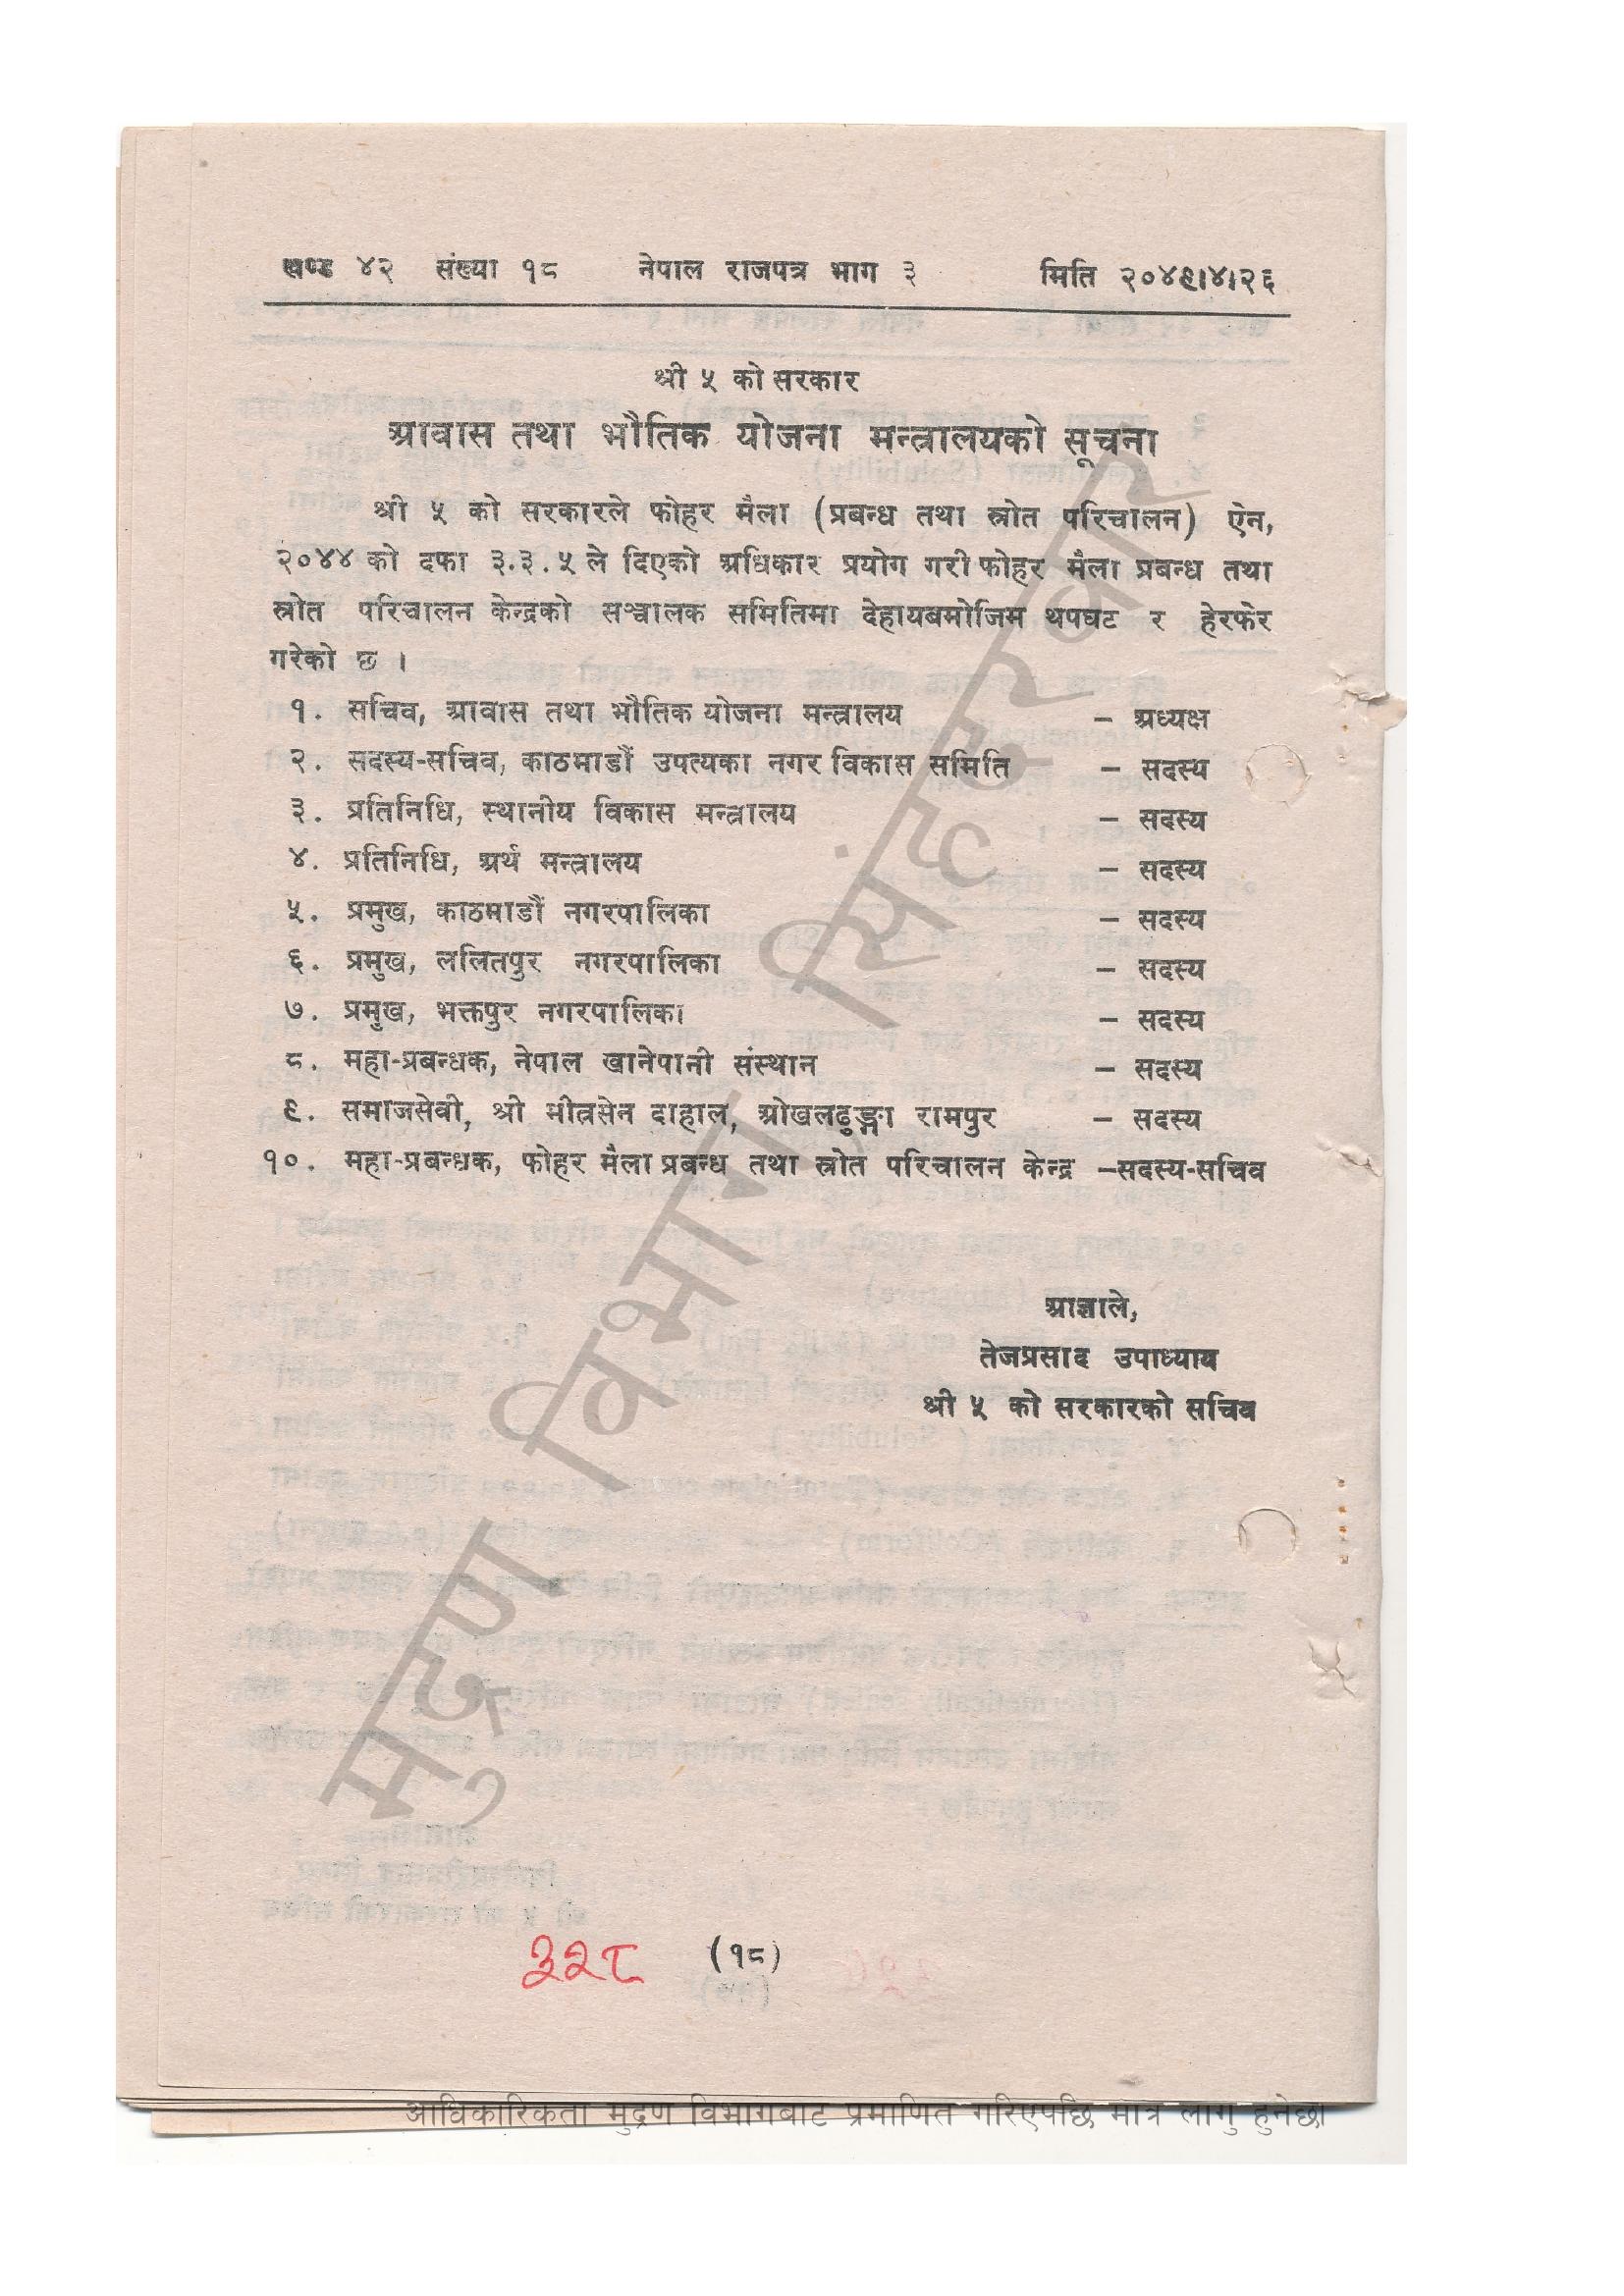 खण्ड ४२ संख्या १८ नेपाल राजपत्र भाग ३ मिति २०४९।४।२६
श्री ५ को सरकार
आवास तथा भौतिक योजना मन्त्रालयको सूचना
श्री ५ को सरकारले फोहर मैला (प्रबन्ध तथा स्रोत परिचालन) ऐन,
२०४४ को दफा ३.३.५ ले दिएको अधिकार प्रयोग गरी फोहर मैला प्रबन्ध तथा
स्रोत परिचालन केन्द्रको सञ्चालक समितिमा देहायबमोजिम थपघट र हेरफेर
गरेको छ ।
१. सचिव, आवास तथा भौतिक योजना मन्त्रालय – अध्यक्ष
२. सदस्य-सचिव, काठमाडौं उपत्यका नगर विकास समिति – सदस्य
३. प्रतिनिधि, स्थानीय विकास मन्त्रालय – सदस्य
४. प्रतिनिधि, अर्थ मन्त्रालय – सदस्य
५. प्रमुख, काठमाडौं नगरपालिका – सदस्य
६. प्रमुख, ललितपुर नगरपालिका – सदस्य
७. प्रमुख, भक्तपुर नगरपालिका – सदस्य
८. महा-प्रबन्धक, नेपाल खानेपानी संस्थान – सदस्य
९. समाजसेवी, श्री मीत्रसेन दाहाल, ओखलढुङ्गा रामपुर – सदस्य
१०. महा-प्रबन्धक, फोहर मैला प्रबन्ध तथा स्रोत परिचालन केन्द्र –सदस्य-सचिव
आज्ञाले,
तेजप्रसाद उपाध्याय
श्री ५ को सरकारको सचिव
मुद्रण विभाग, सिंहदरबार
३२८ (१८)
आधिकारिकता मुद्रण विभागबाट प्रमाणित गरिएपछि मात्र लागु हुनेछ।